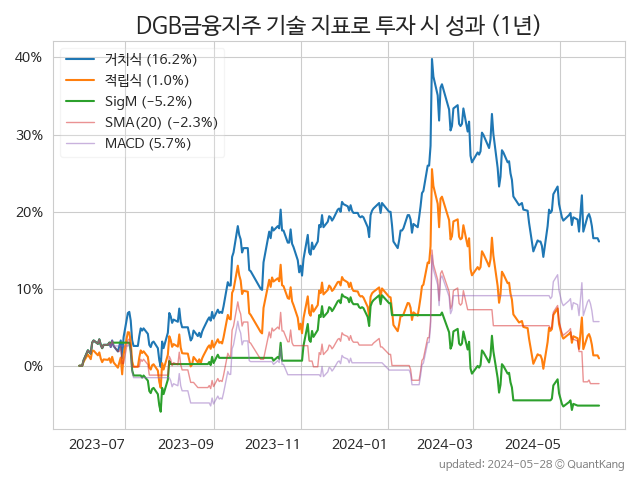 DGB금융지주 기술 지표로 투자 시 성과 (1년)
거치식 (16.2%)
적립식 (1.0%)
SigM (−5.2%)
SMA(20) (−2.3%)
MACD (5.7%)
40%
30%
20%
10%
0%
2023-07 2023-09 2023-11 2024-01 2024-03 2024-05
updated: 2024-05-28 © QuantKang